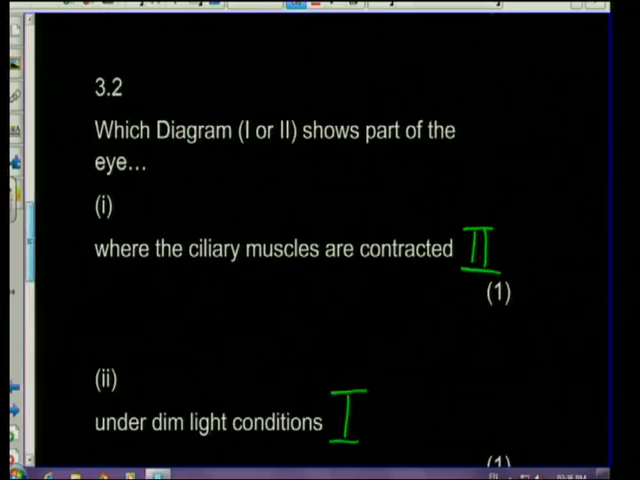 3.2
Which Diagram (I or II) shows part of the
eye…
(i)
where the ciliary muscles are contracted II
(1)
(ii)
under dim light conditions I
(1)